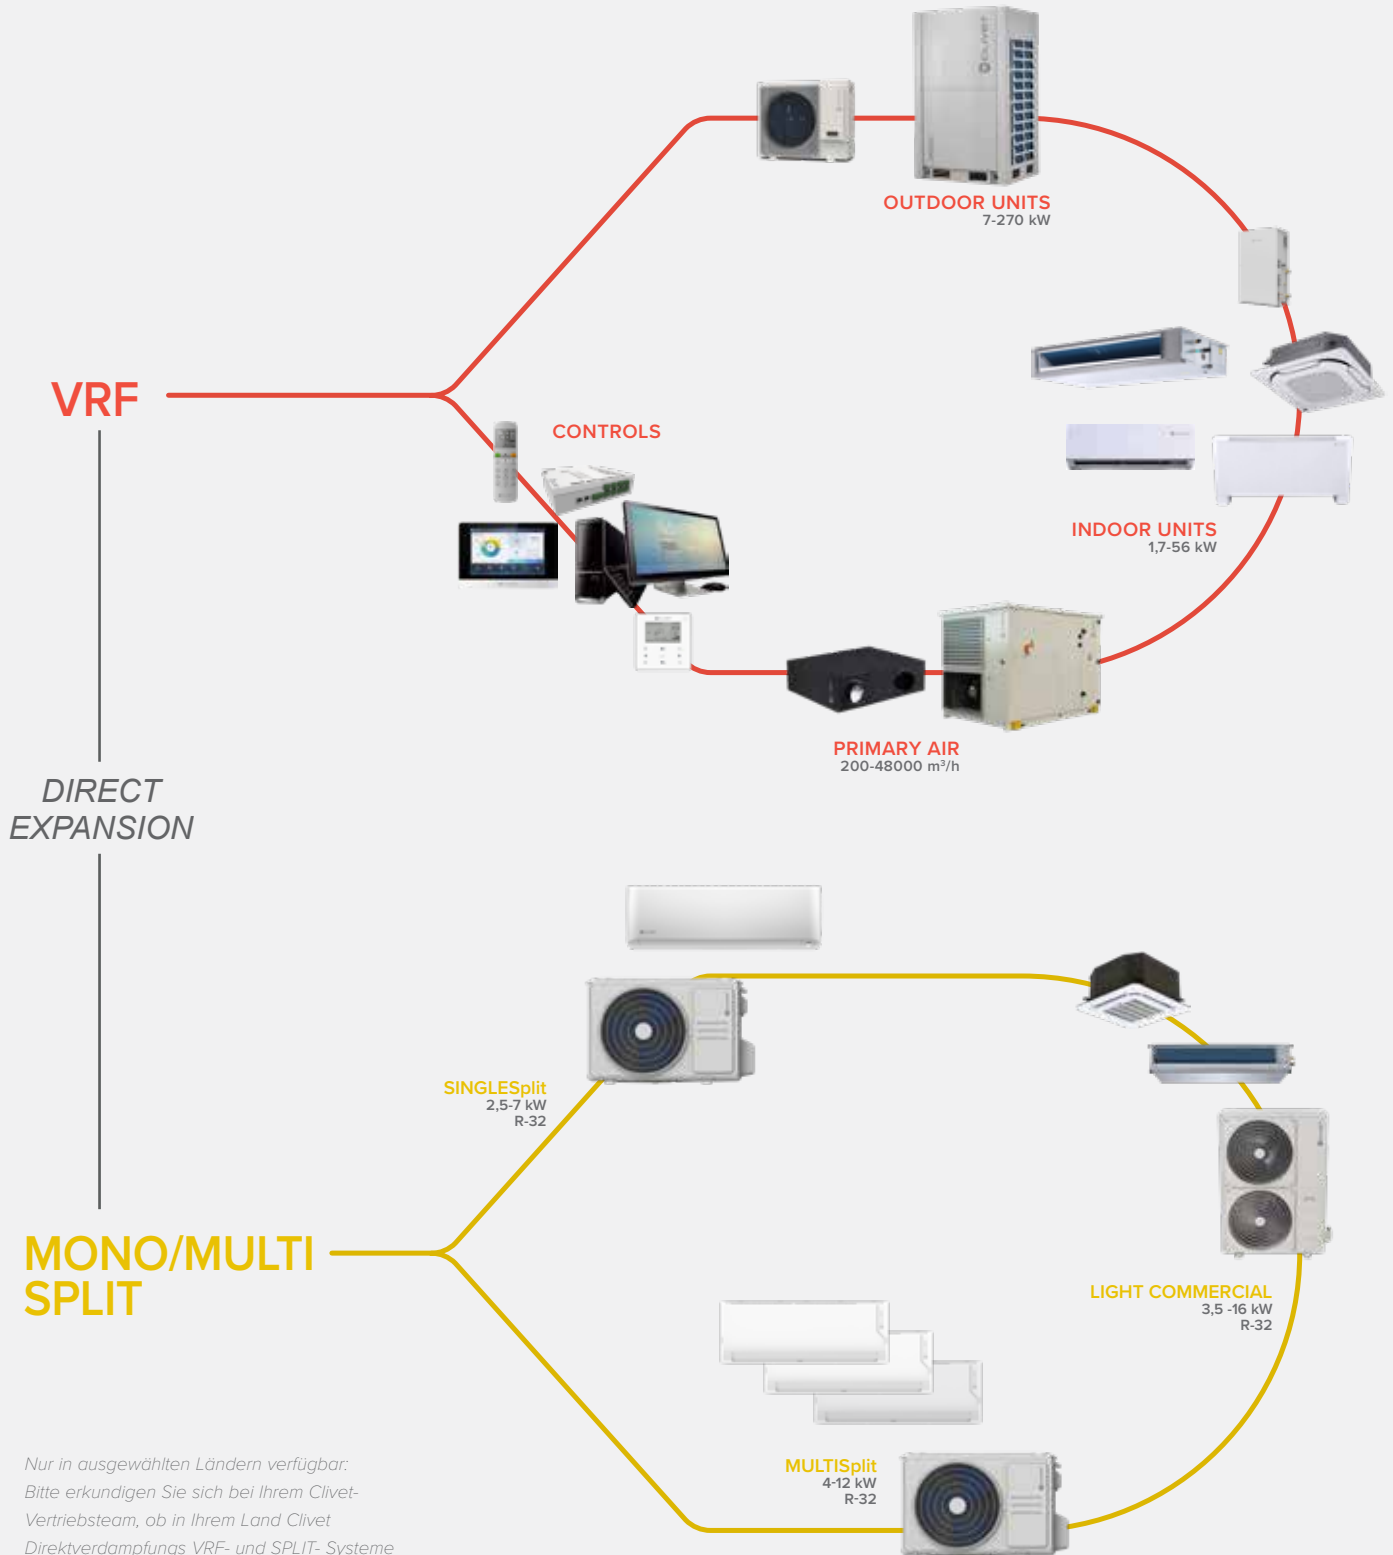 CLIVET
OUTDOOR UNITS
7-270 kW
VRF
CONTROLS
INDOOR UNITS
1,7-56 kW
PRIMARY AIR
200-48000 m³/h
DIRECT
EXPANSION
SINGLESplit
2,5-7 kW
R-32
MONO/MULTI
SPLIT
LIGHT COMMERCIAL
3,5 -16 kW
R-32
MULTISplit
4-12 kW
R-32
Nur in ausgewählten Ländern verfügbar:
Bitte erkundigen Sie sich bei Ihrem Clivet-
Vertriebsteam, ob in Ihrem Land Clivet
Direktverdampfungs VRF- und SPLIT- Systeme